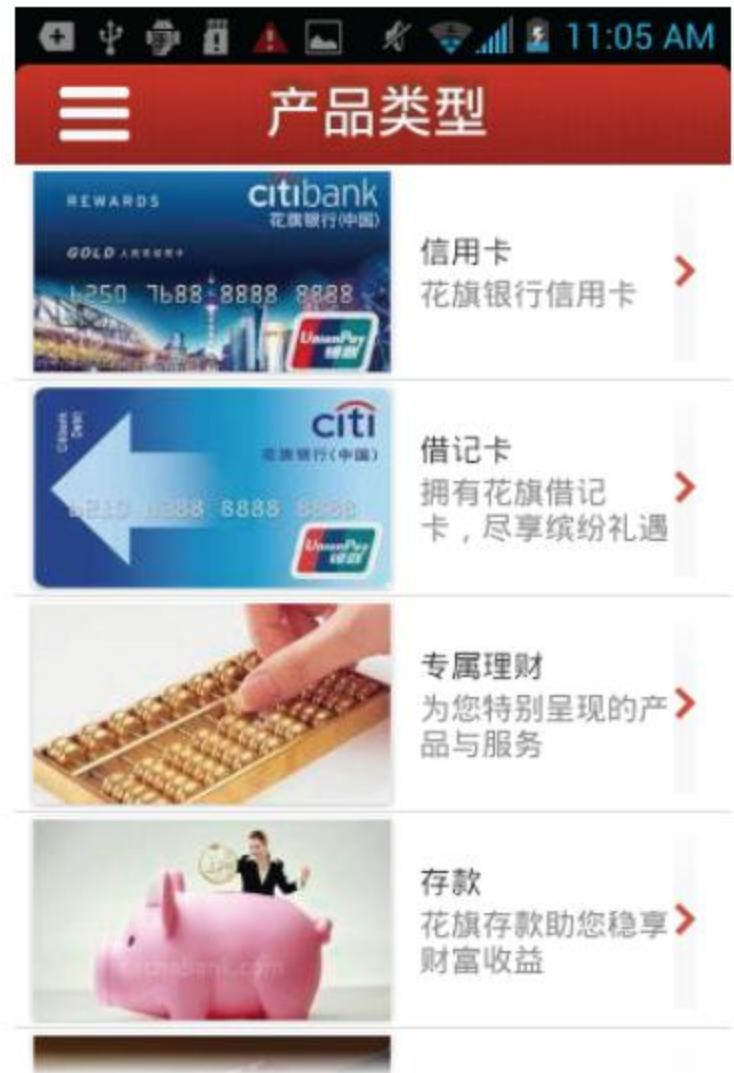 11:05 AM
产品类型
REWARDS
citibank
花旗银行(中国)
GOLD
6250 7688 8888 8888
UnionPay
银联
信用卡
花旗银行信用卡
Citibank
Debit
citi
花旗银行(中国)
8888
UnionPay
银联
借记卡
拥有花旗借记
卡，尽享缤纷礼遇
专属理财
为您特别呈现的产
品与服务
存款
花旗存款助您稳享
财富收益